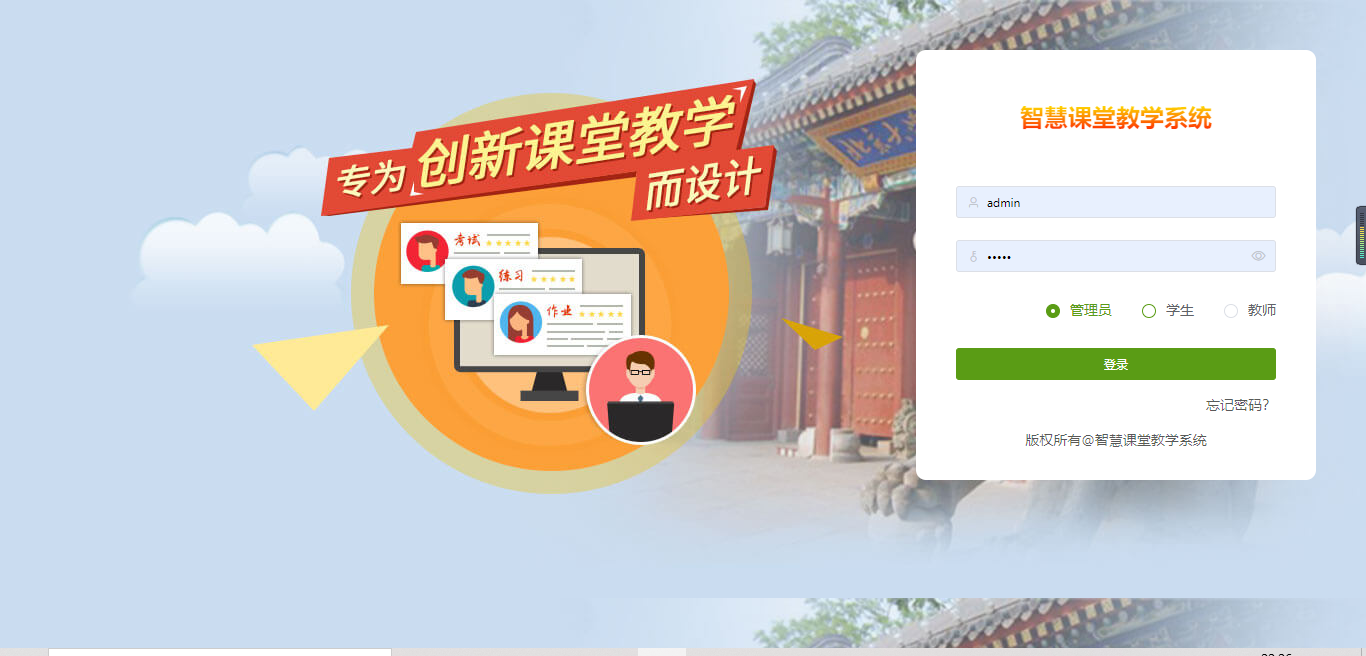 专为 创新课堂教学
而设计
考试
练习
作业
智慧课堂教学系统
admin
•••••
管理员 学生 教师
登录
忘记密码?
版权所有@智慧课堂教学系统